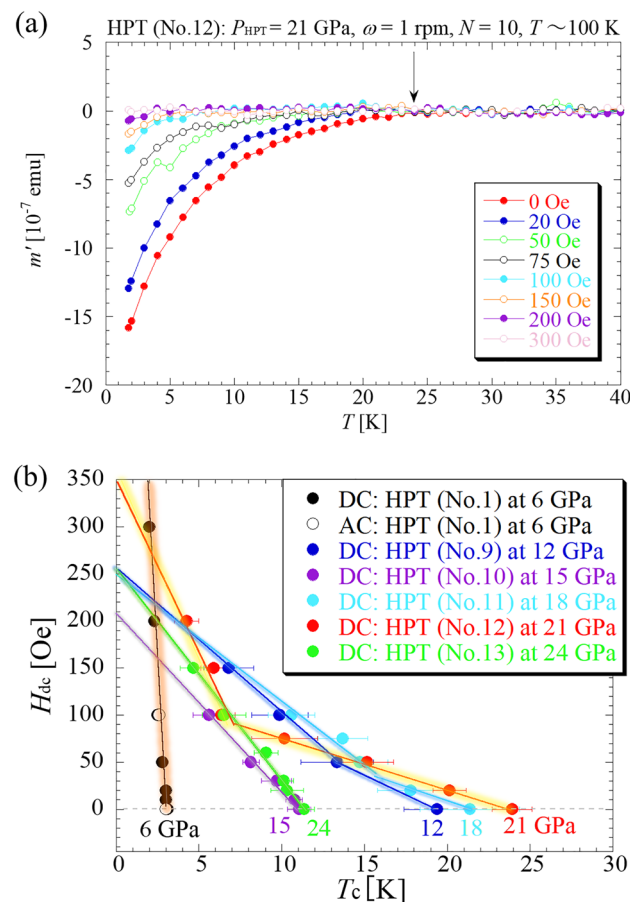 (a)
HPT (No.12): P_HPT = 21 GPa, ω = 1 rpm, N = 10, T ~100 K
5
0
-5
-10
-15
-20
m' [10⁻⁷ emu]
0 Oe
20 Oe
50 Oe
75 Oe
100 Oe
150 Oe
200 Oe
300 Oe
0 5 10 15 20 25 30 35 40
T [K]
(b)
350
300
250
200
150
100
50
0
H_dc [Oe]
DC: HPT (No.1) at 6 GPa
AC: HPT (No.1) at 6 GPa
DC: HPT (No.9) at 12 GPa
DC: HPT (No.10) at 15 GPa
DC: HPT (No.11) at 18 GPa
DC: HPT (No.12) at 21 GPa
DC: HPT (No.13) at 24 GPa
6 GPa 15 24 12 18 21 GPa
0 5 10 15 20 25 30
T_c [K]